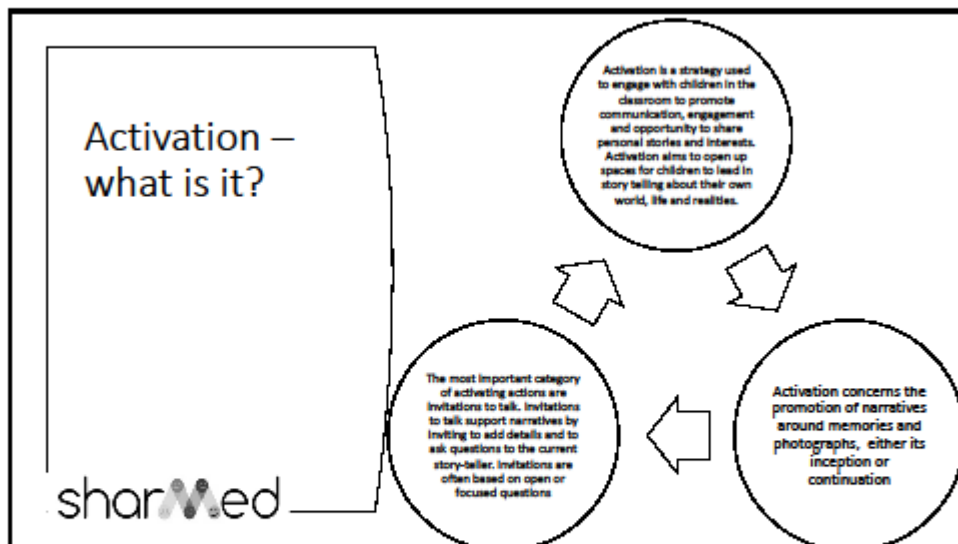 Activation –
what is it?
Activation is a strategy used
to engage with children in the
classroom to promote
communication, engagement
and opportunity to share
personal stories and interests.
Activation aims to open up
spaces for children to lead in
story telling about their own
world, life and realities.
Activation concerns the
promotion of narratives
around memories and
photographs, either its
inception or
continuation
The most important category
of activating actions are
invitations to talk. Invitations
to talk support narratives by
inviting to add details and to
ask questions to the current
story-teller. Invitations are
often based on open or
focused questions
sharMed